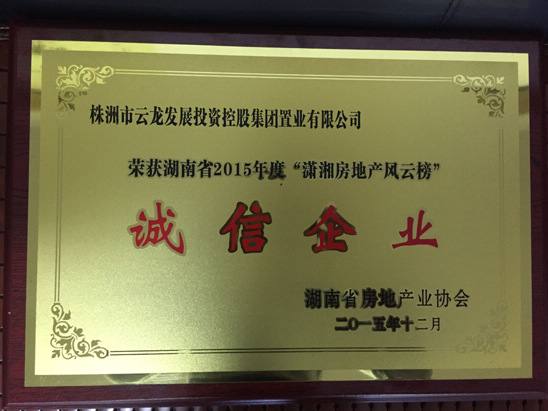 株洲市云龙发展投资控股集团置业有限公司
荣获湖南省2015年度“潇湘房地产风云榜”
诚信企业
湖南省房地产业协会
二○一五年十二月